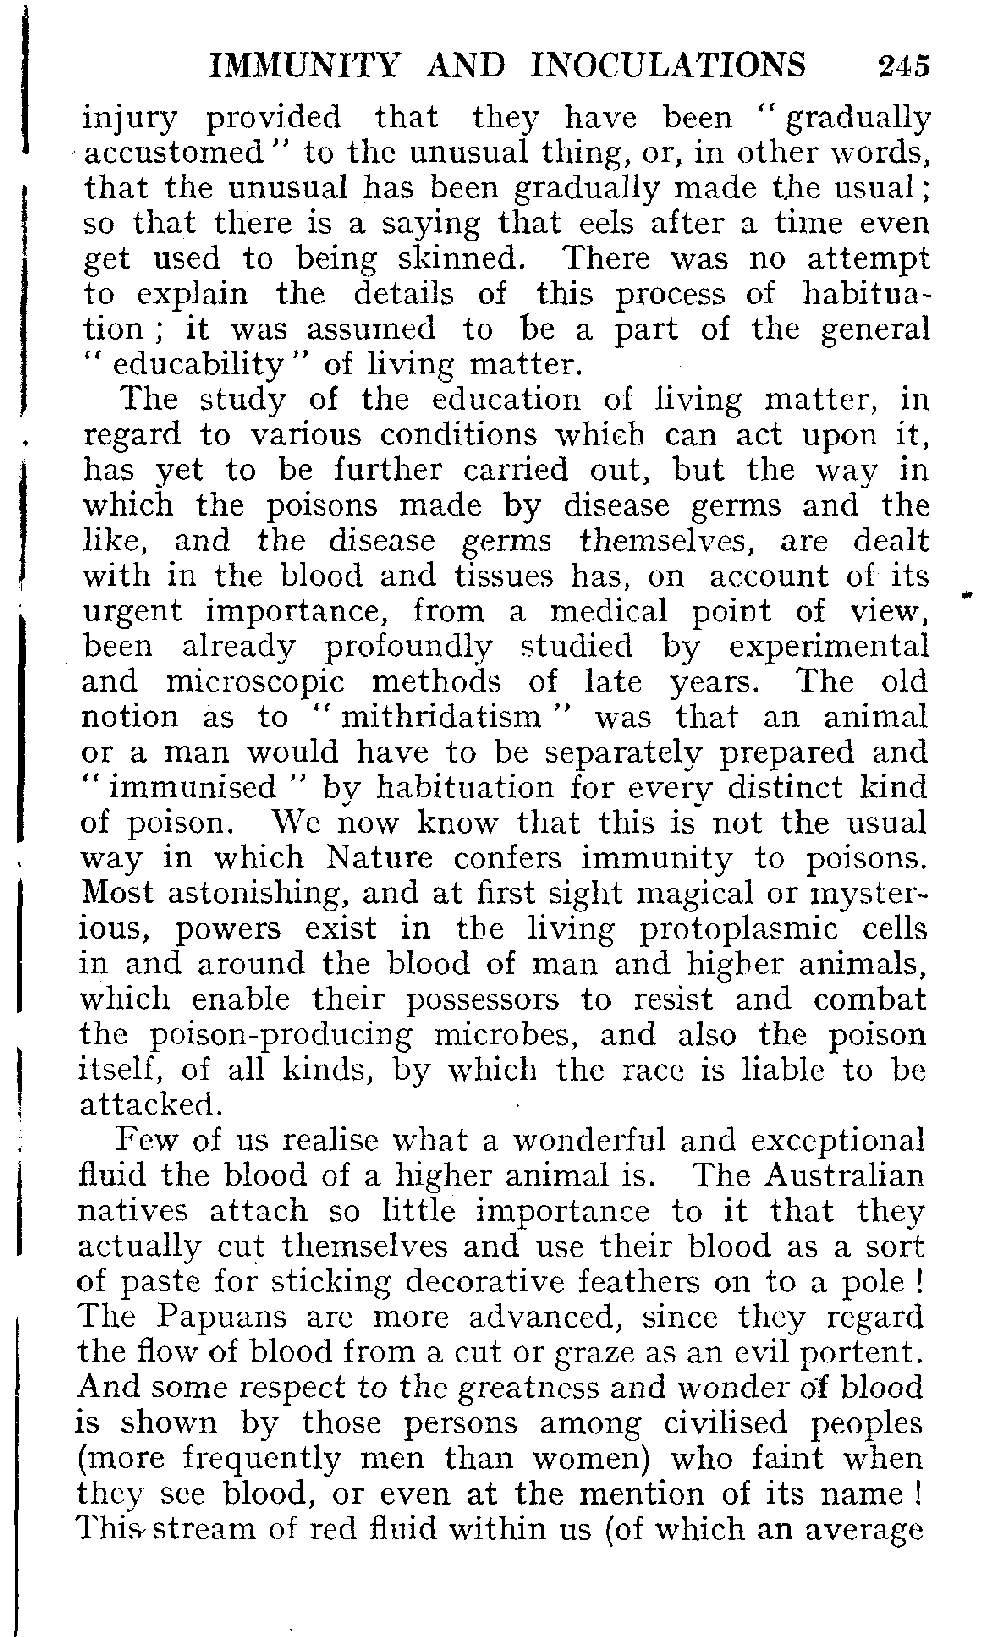 IMMUNITY AND INOCULATIONS 245
injury provided that they have been " gradually
accustomed " to the unusual thing, or, in other words,
that the unusual has been gradually made the usual ;
so that there is a saying that eels after a time even
get used to being skinned. There was no attempt
to explain the details of this process of habitua-
tion ; it was assumed to be a part of the general
" educability " of living matter.
The study of the education of living matter, in
regard to various conditions which can act upon it,
has yet to be further carried out, but the way in
which the poisons made by disease germs and the
like, and the disease germs themselves, are dealt
with in the blood and tissues has, on account of its
urgent importance, from a medical point of view,
been already profoundly studied by experimental
and microscopic methods of late years. The old
notion as to " mithridatism " was that an animal
or a man would have to be separately prepared and
" immunised " by habituation for every distinct kind
of poison. We now know that this is not the usual
way in which Nature confers immunity to poisons.
Most astonishing, and at first sight magical or myster-
ious, powers exist in the living protoplasmic cells
in and around the blood of man and higher animals,
which enable their possessors to resist and combat
the poison-producing microbes, and also the poison
itself, of all kinds, by which the race is liable to be
attacked.
Few of us realise what a wonderful and exceptional
fluid the blood of a higher animal is. The Australian
natives attach so little importance to it that they
actually cut themselves and use their blood as a sort
of paste for sticking decorative feathers on to a pole !
The Papuans are more advanced, since they regard
the flow of blood from a cut or graze as an evil portent.
And some respect to the greatness and wonder of blood
is shown by those persons among civilised peoples
(more frequently men than women) who faint when
they see blood, or even at the mention of its name !
This stream of red fluid within us (of which an average